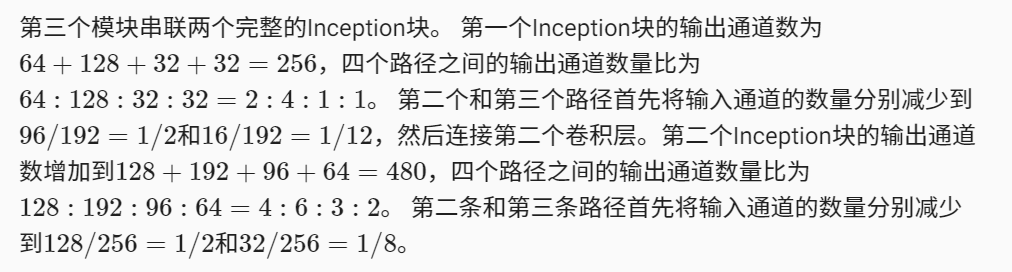 第三个模块串联两个完整的Inception块。 第一个Inception块的输出通道数为
64 + 128 + 32 + 32 = 256，四个路径之间的输出通道数量比为
64 : 128 : 32 : 32 = 2 : 4 : 1 : 1。 第二个和第三个路径首先将输入通道的数量分别减少到
96/192 = 1/2和16/192 = 1/12，然后连接第二个卷积层。第二个Inception块的输出通道
数增加到128 + 192 + 96 + 64 = 480，四个路径之间的输出通道数量比为
128 : 192 : 96 : 64 = 4 : 6 : 3 : 2。 第二条和第三条路径首先将输入通道的数量分别减少
到128/256 = 1/2和32/256 = 1/8。